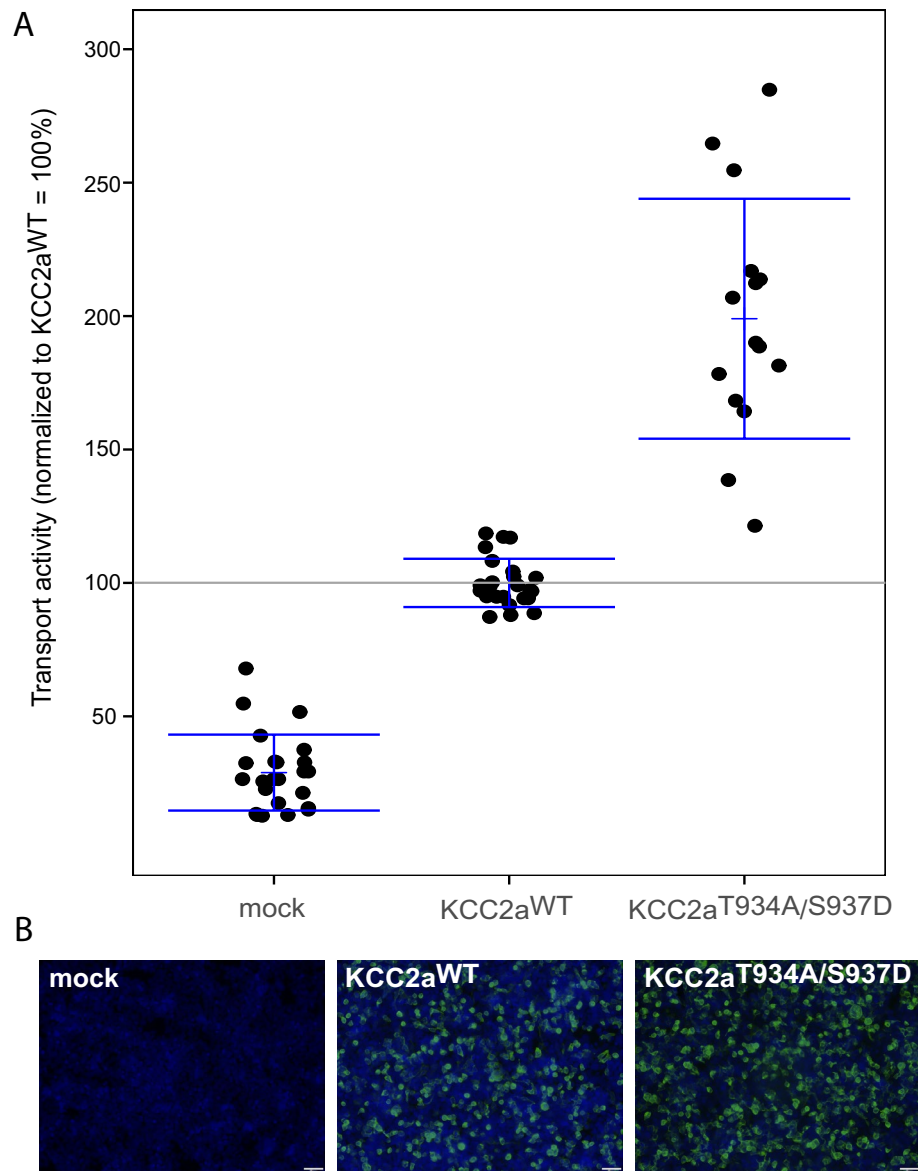 A
Transport activity (normalized to KCC2aWT = 100%)
300
250
200
150
100
50
mock
KCC2aWT
KCC2aT934A/S937D
B
mock
KCC2aWT
KCC2aT934A/S937D